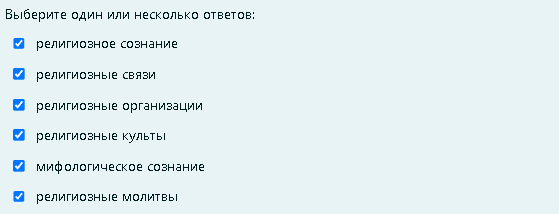 Выберите один или несколько ответов:
религиозное сознание
религиозные связи
религиозные организации
религиозные культы
мифологическое сознание
религиозные молитвы